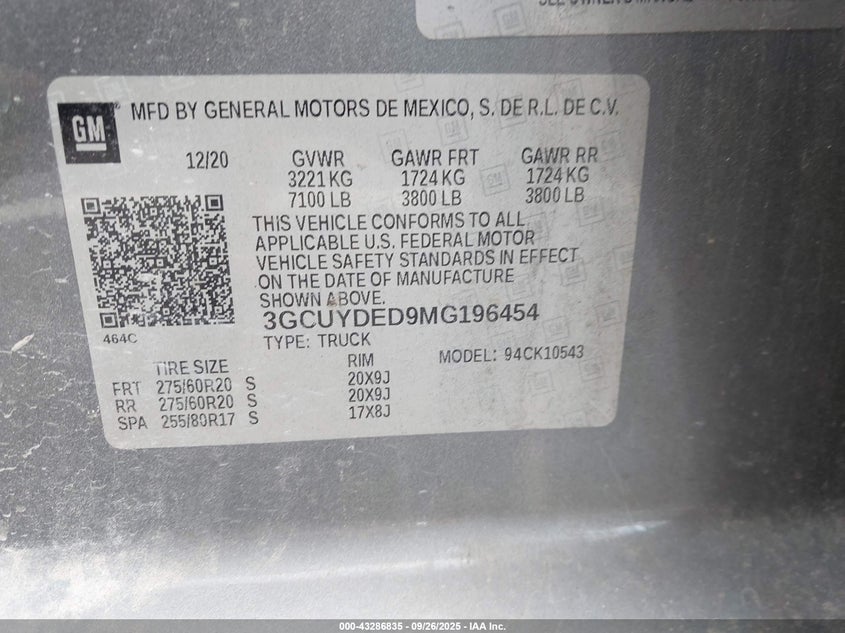 GM ® MFD BY GENERAL MOTORS DE MEXICO, S. DE R.L. DE C.V.
12/20 GVWR GAWR FRT GAWR RR
3221 KG 1724 KG 1724 KG
7100 LB 3800 LB 3800 LB
THIS VEHICLE CONFORMS TO ALL
APPLICABLE U.S. FEDERAL MOTOR
VEHICLE SAFETY STANDARDS IN EFFECT
ON THE DATE OF MANUFACTURE
SHOWN ABOVE.
3GCUYDED9MG196454
464C
TYPE: TRUCK
MODEL: 94CK10543
TIRE SIZE RIM
FRT 275/60R20 S 20X9J
RR 275/60R20 S 20X9J
SPA 255/80R17 S 17X8J
000-43286835 - 09/26/2025 - IAA Inc.